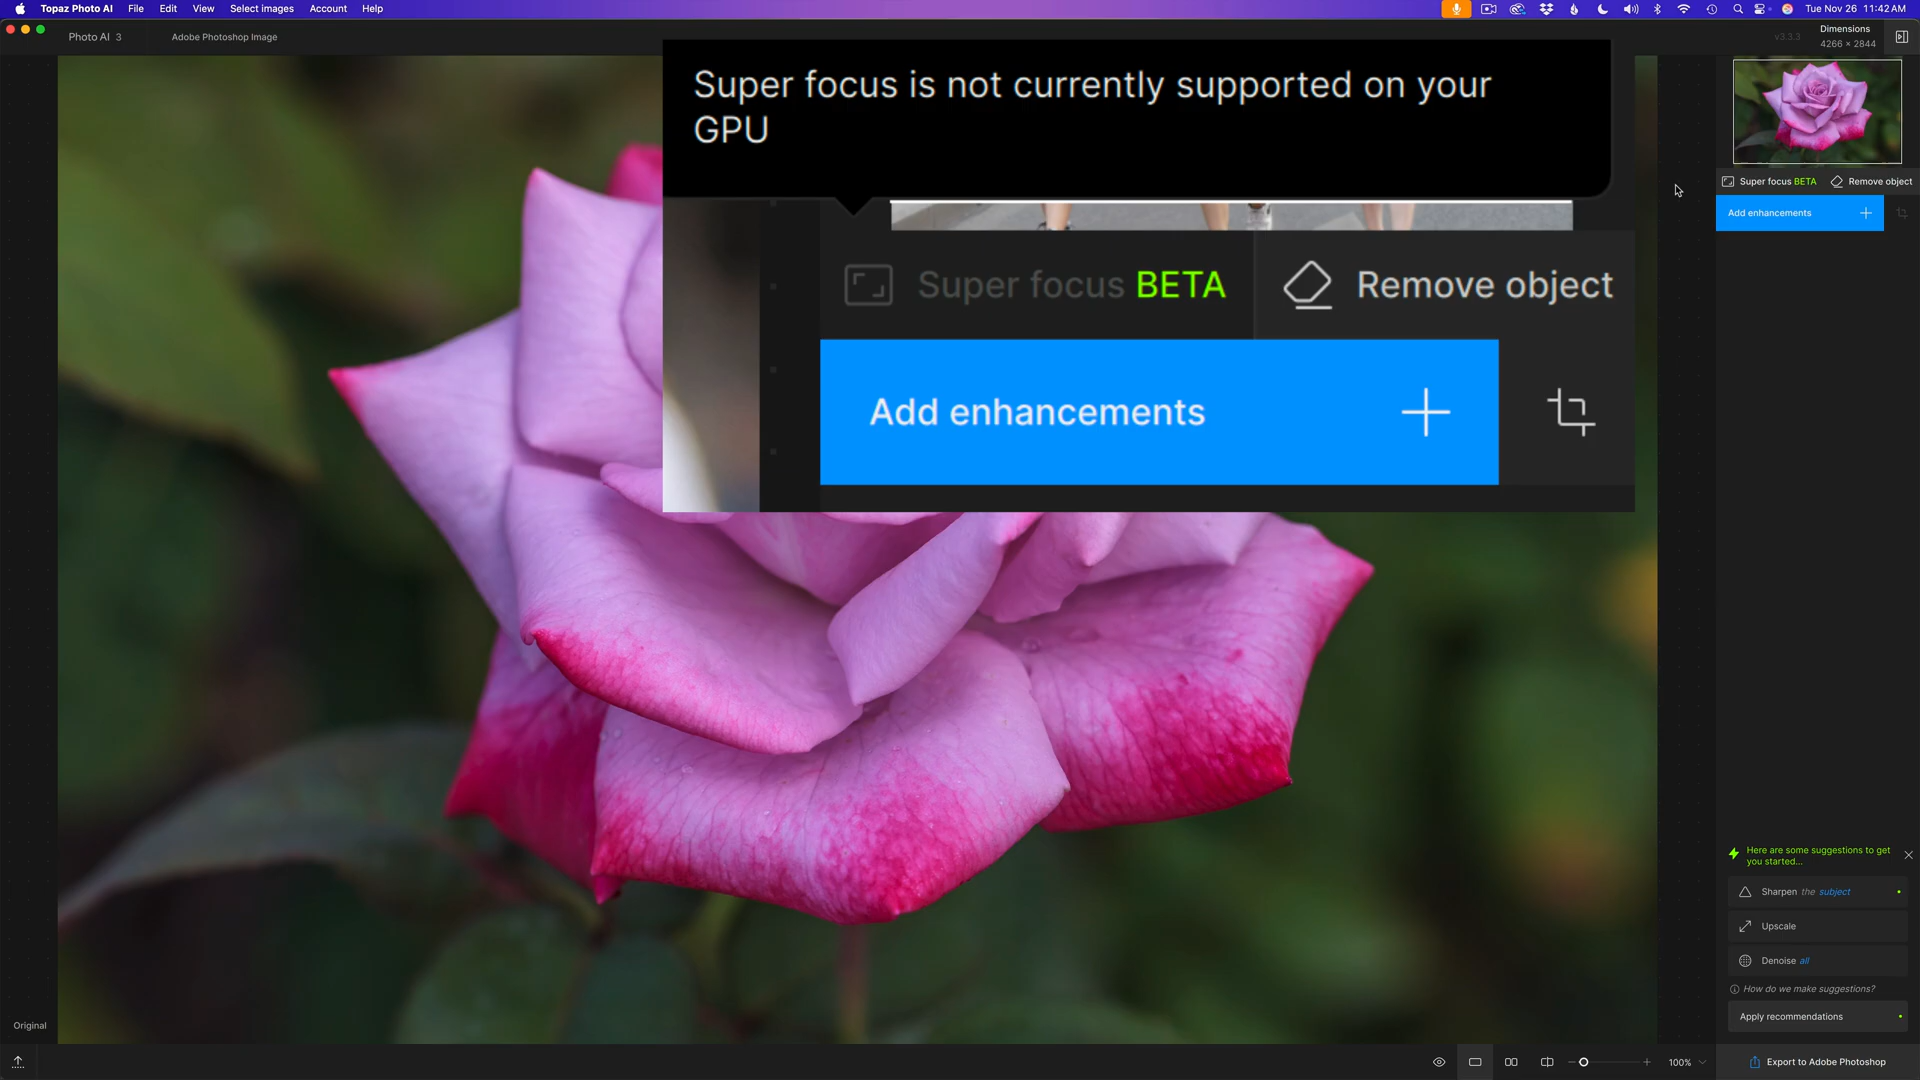 Topaz Photo AI File Edit View Select images Account Help
Tue Nov 26 11:42 AM
Photo AI 3
Adobe Photoshop Image
v3.3.3
Dimensions
4266 × 2844
Super focus is not currently supported on your
GPU
Super focus BETA
Remove object
Add enhancements
Super focus BETA
Remove object
Add enhancements
Here are some suggestions to get
you started...
Sharpen the subject
Upscale
Denoise all
How do we make suggestions?
Apply recommendations
Original
100%
Export to Adobe Photoshop